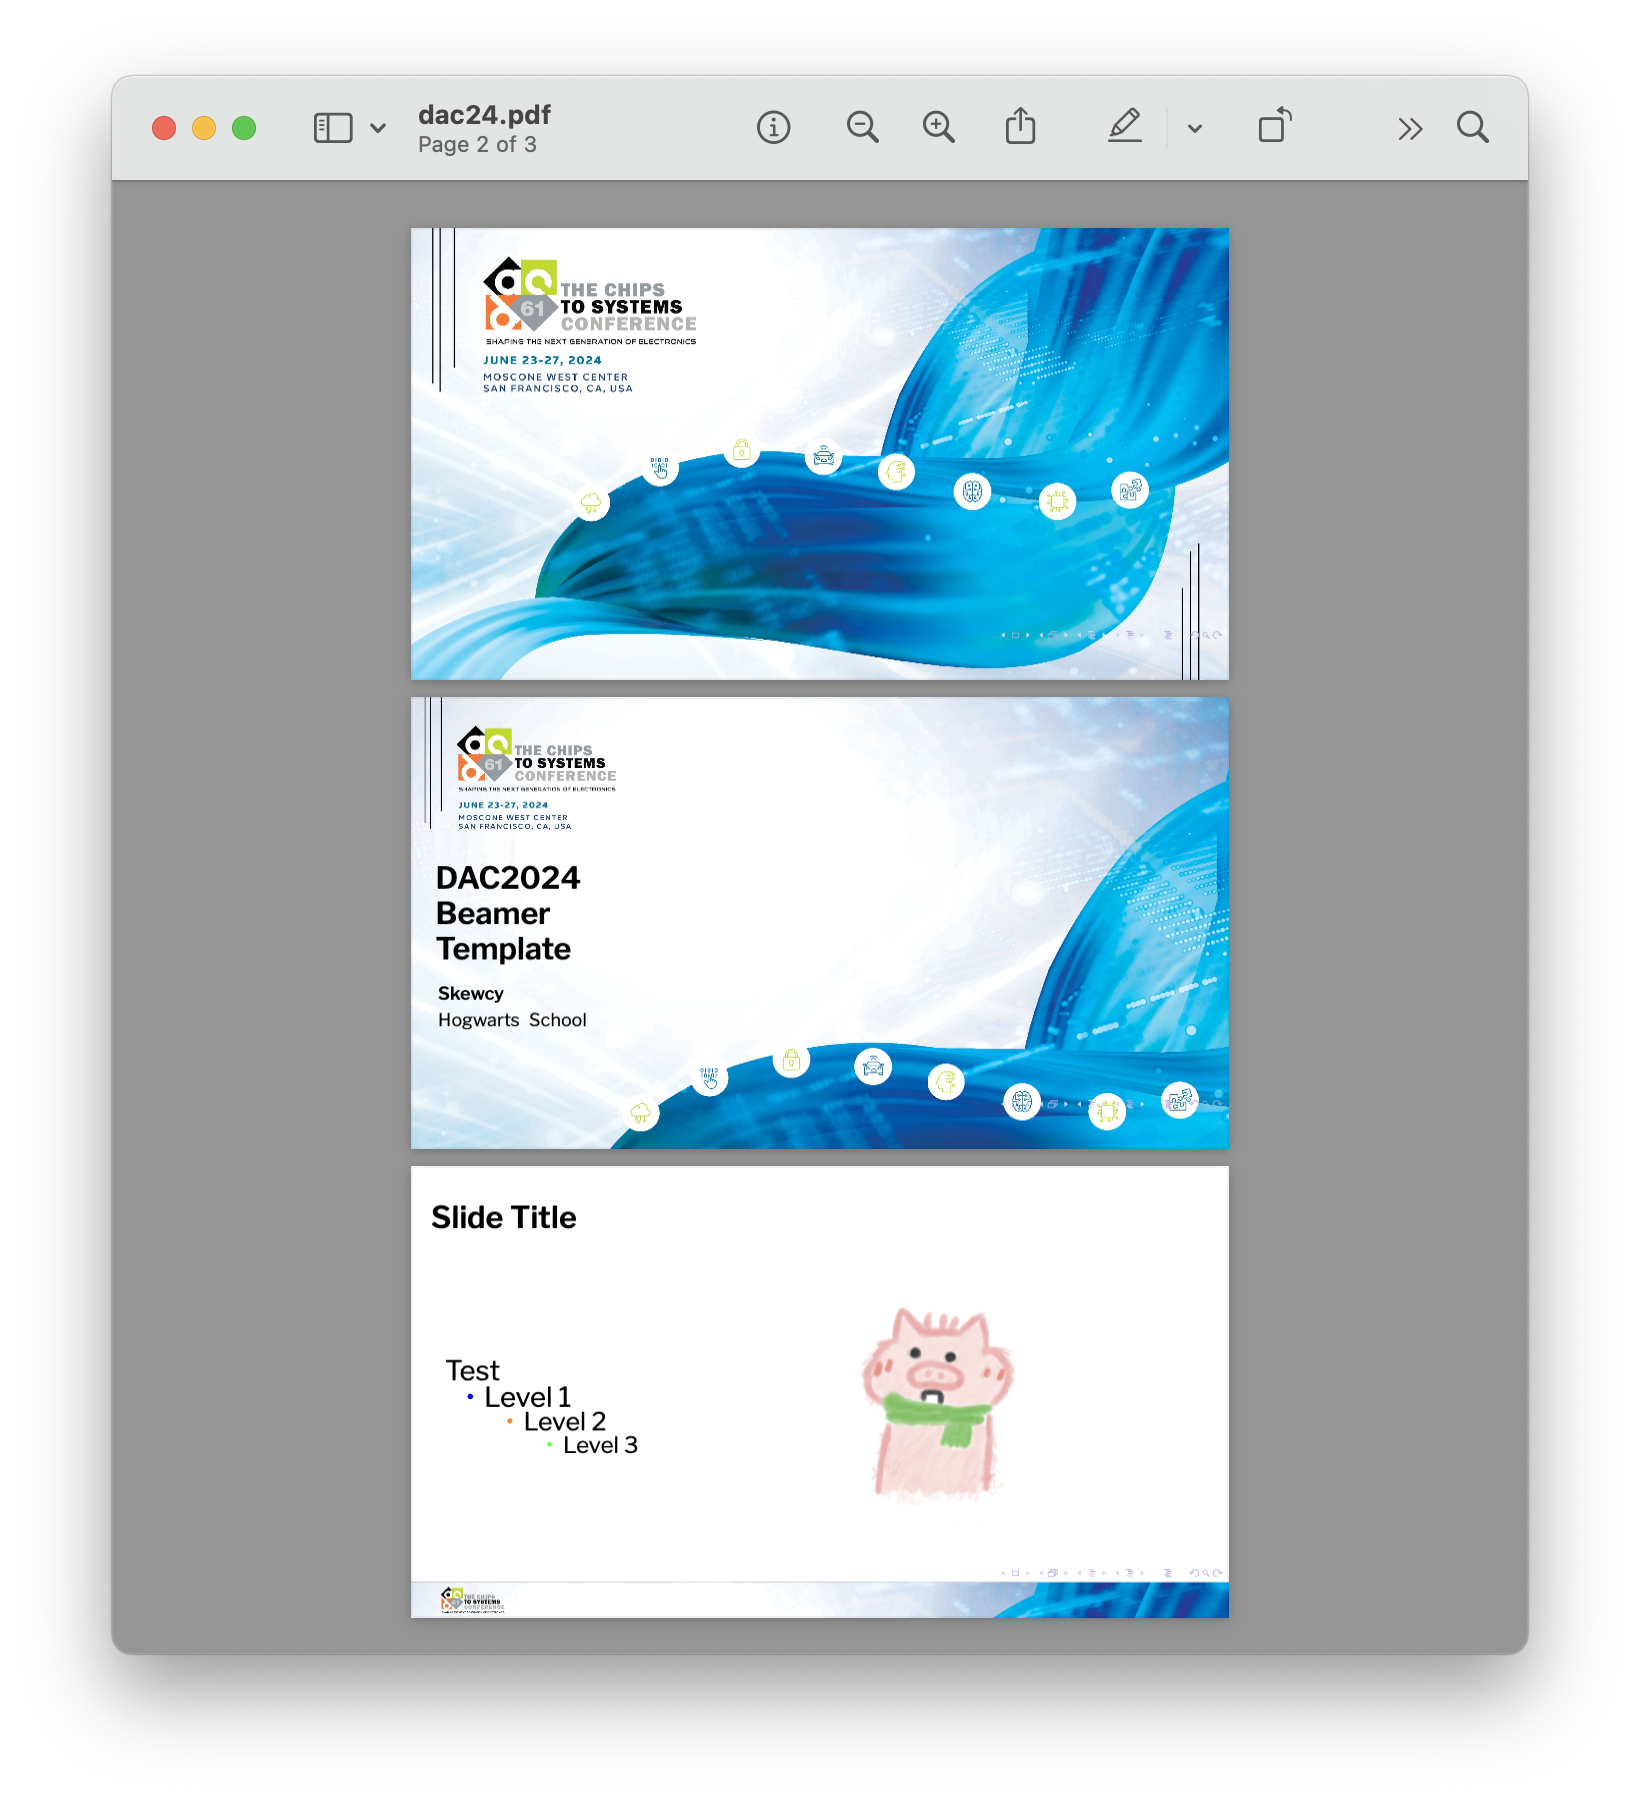 dac24.pdf
Page 2 of 3
61
THE CHIPS
TO SYSTEMS
CONFERENCE
SHAPING THE NEXT GENERATION OF ELECTRONICS
JUNE 23-27, 2024
MOSCONE WEST CENTER
SAN FRANCISCO, CA, USA
61
THE CHIPS
TO SYSTEMS
CONFERENCE
SHAPING THE NEXT GENERATION OF ELECTRONICS
JUNE 23-27, 2024
MOSCONE WEST CENTER
SAN FRANCISCO, CA, USA
DAC2024
Beamer
Template
Skewcy
Hogwarts School
Slide Title
Test
Level 1
Level 2
Level 3
61
THE CHIPS
TO SYSTEMS
CONFERENCE